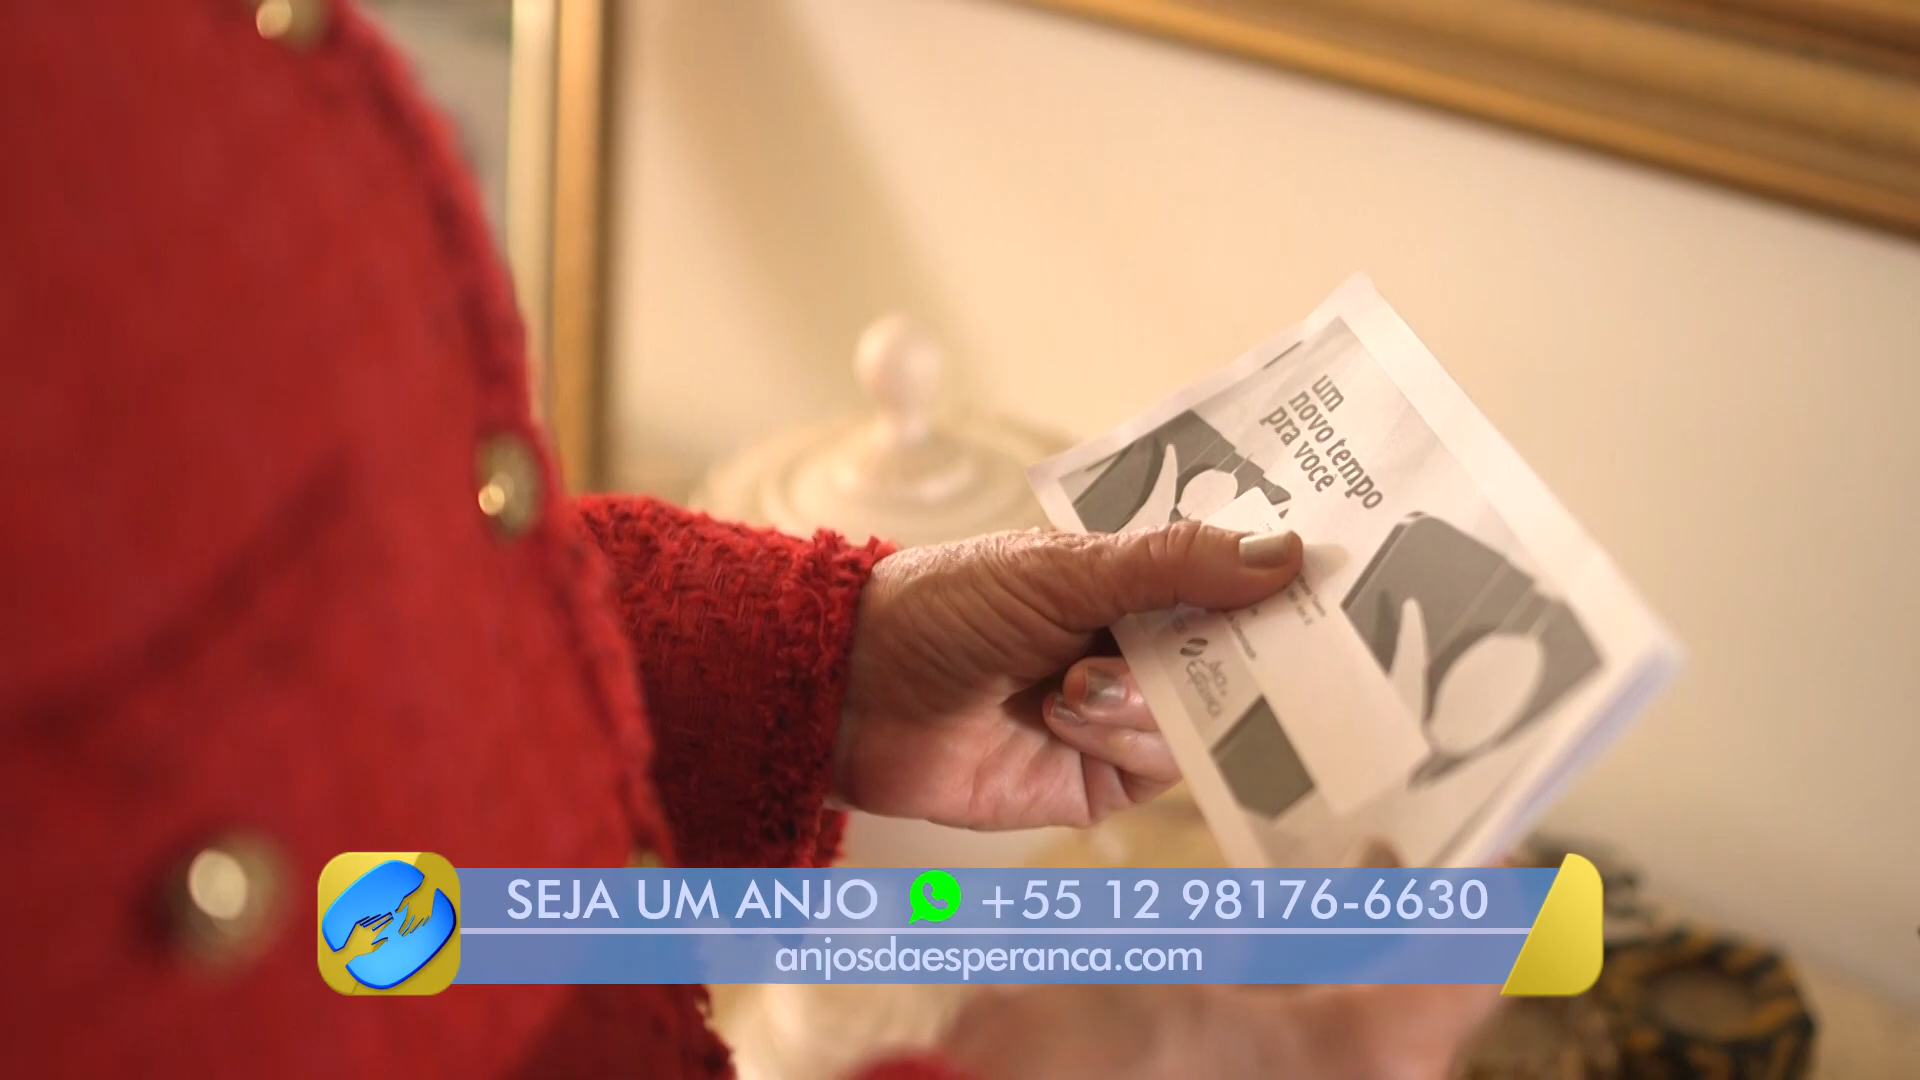 um
novo tempo
pra você
SEJA UM ANJO +55 12 98176-6630
anjosdaesperanca.com